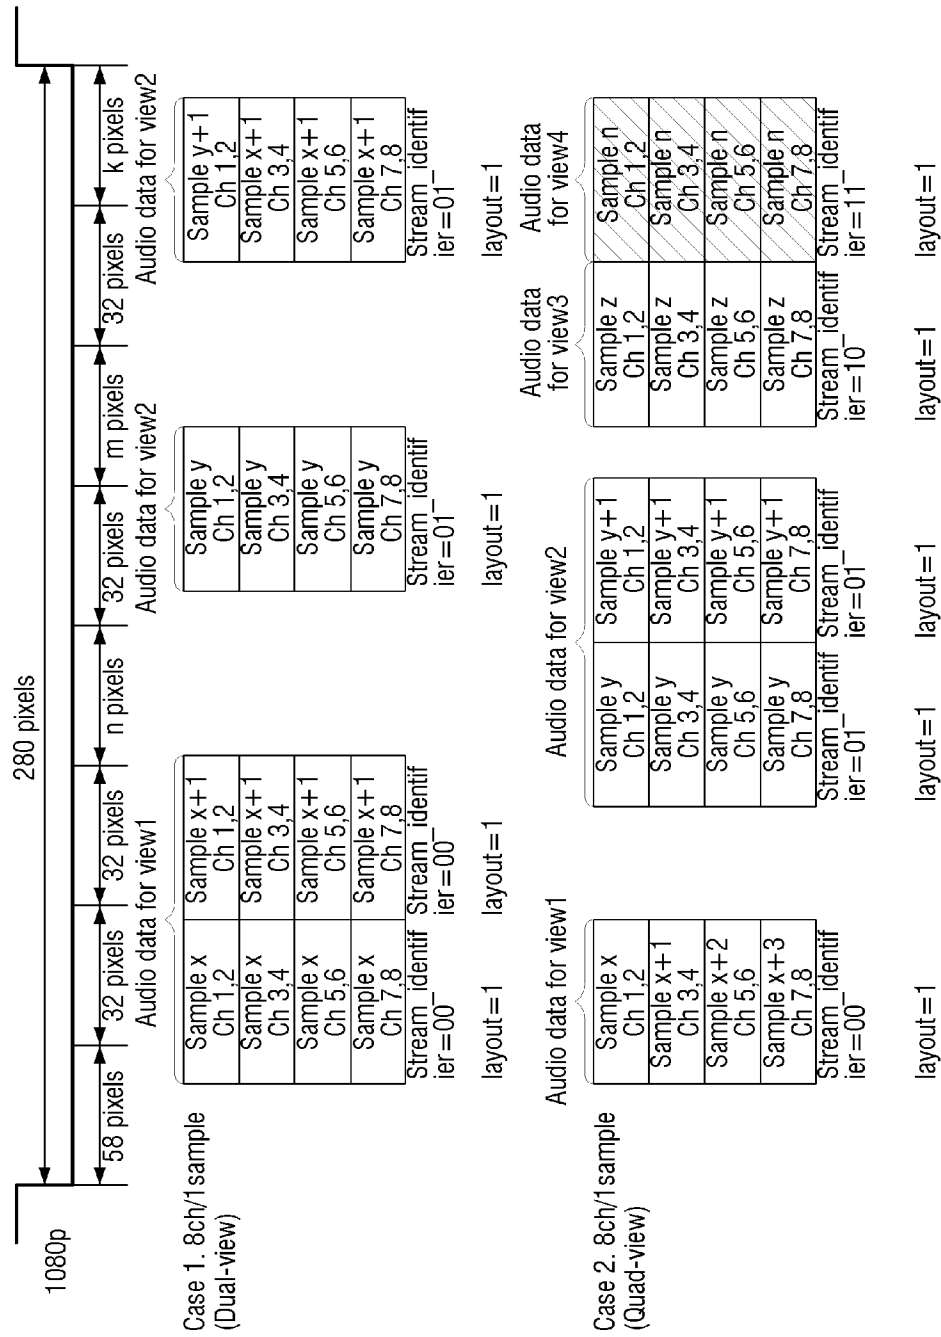 1080p
280 pixels
58 pixels
32 pixels
32 pixels
n pixels
32 pixels
m pixels
32 pixels
k pixels
Case 1. 8ch/1sample
(Dual-view)
Audio data for view1
Sample x
Ch 1,2
Sample x
Ch 3,4
Sample x
Ch 5,6
Sample x
Ch 7,8
Stream_identif
ier=00
layout=1
Sample x+1
Ch 1,2
Sample x+1
Ch 3,4
Sample x+1
Ch 5,6
Sample x+1
Ch 7,8
Stream_identif
ier=00
layout=1
Audio data for view2
Sample y
Ch 1,2
Sample y
Ch 3,4
Sample y
Ch 5,6
Sample y
Ch 7,8
Stream_identif
ier=01
layout=1
Audio data for view2
Sample y+1
Ch 1,2
Sample x+1
Ch 3,4
Sample x+1
Ch 5,6
Sample x+1
Ch 7,8
Stream_identif
ier=01
layout=1
Case 2. 8ch/1sample
(Quad-view)
Audio data for view1
Sample x
Ch 1,2
Sample x+1
Ch 3,4
Sample x+2
Ch 5,6
Sample x+3
Ch 7,8
Stream_identif
ier=00
layout=1
Audio data for view2
Sample y
Ch 1,2
Sample y
Ch 3,4
Sample y
Ch 5,6
Sample y
Ch 7,8
Stream_identif
ier=01
layout=1
Sample y+1
Ch 1,2
Sample y+1
Ch 3,4
Sample y+1
Ch 5,6
Sample y+1
Ch 7,8
Stream_identif
ier=01
layout=1
Audio data
for view3
Sample z
Ch 1,2
Sample z
Ch 3,4
Sample z
Ch 5,6
Sample z
Ch 7,8
Stream_identif
ier=10
layout=1
Audio data
for view4
Sample n
Ch 1,2
Sample n
Ch 3,4
Sample n
Ch 5,6
Sample n
Ch 7,8
Stream_identif
ier=11
layout=1